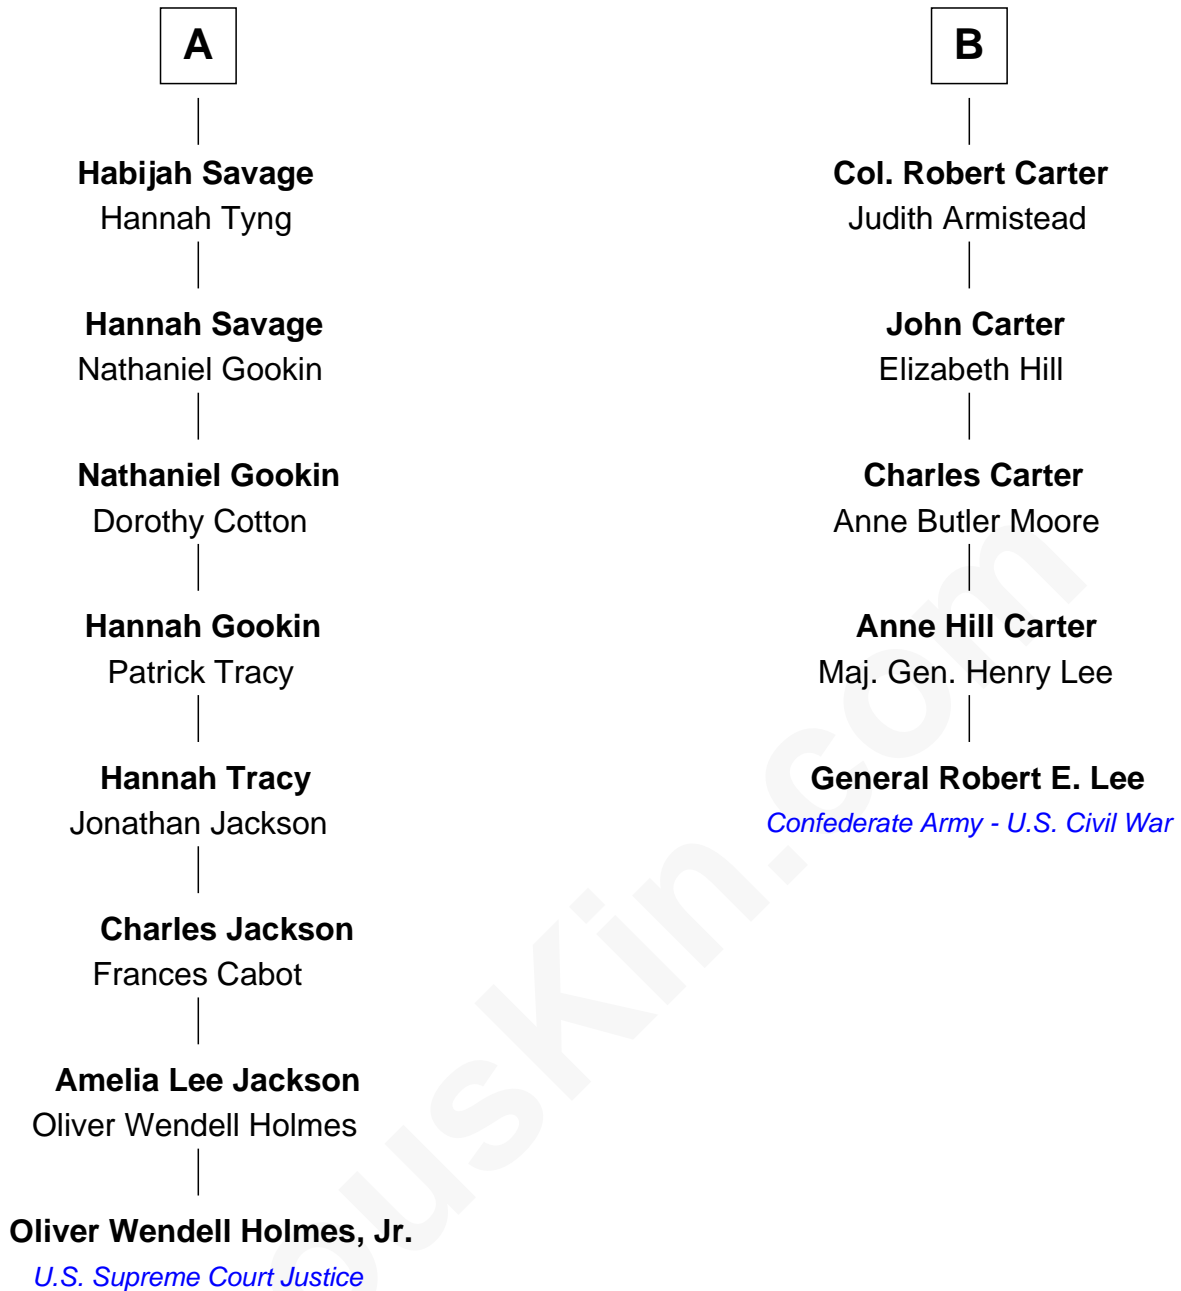 A
Habijah Savage
Hannah Tyng
Hannah Savage
Nathaniel Gookin
Nathaniel Gookin
Dorothy Cotton
Hannah Gookin
Patrick Tracy
Hannah Tracy
Jonathan Jackson
Charles Jackson
Frances Cabot
Amelia Lee Jackson
Oliver Wendell Holmes
Oliver Wendell Holmes, Jr.
U.S. Supreme Court Justice
B
Col. Robert Carter
Judith Armistead
John Carter
Elizabeth Hill
Charles Carter
Anne Butler Moore
Anne Hill Carter
Maj. Gen. Henry Lee
General Robert E. Lee
Confederate Army - U.S. Civil War
ousKin.com